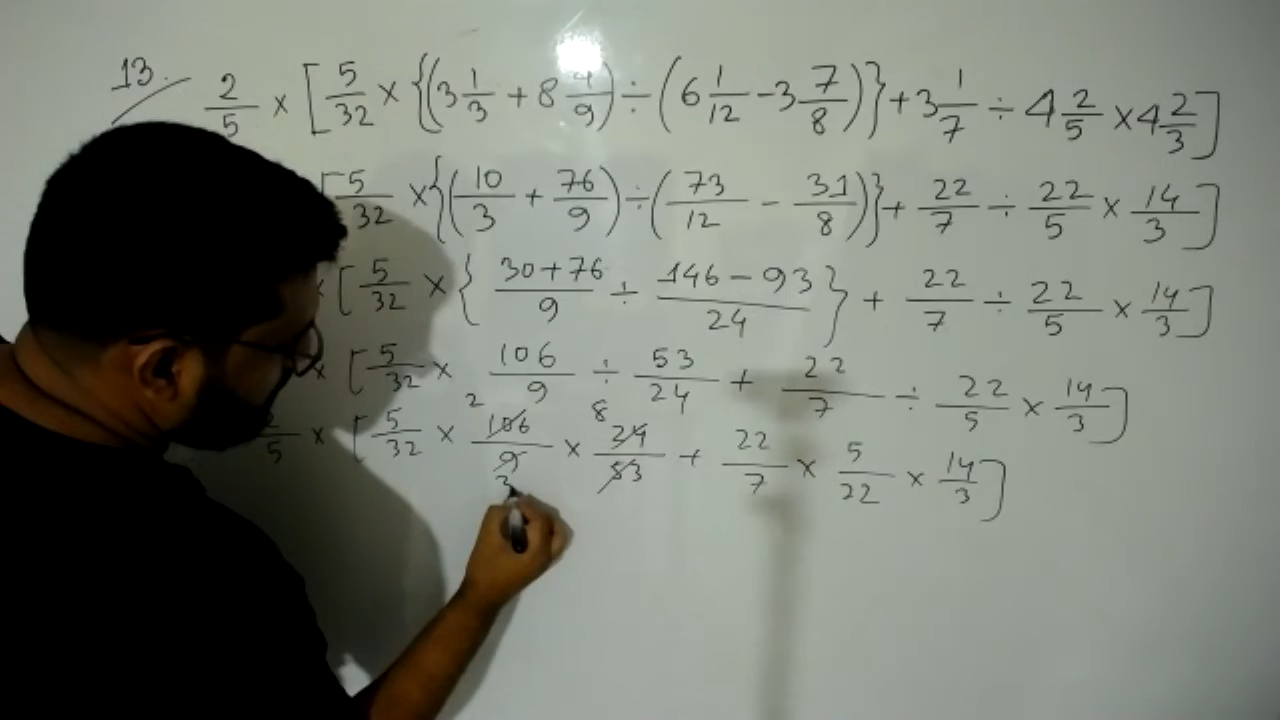 13. 2/5 × [5/32 × {(3 1/3 + 8 4/9) ÷ (6 1/12 - 3 7/8)} + 3 1/7 ÷ 4 2/5 × 4 2/3]
[5/32 × {(10/3 + 76/9) ÷ (73/12 - 31/8)} + 22/7 ÷ 22/5 × 14/3]
× [5/32 × {30+76/9 ÷ 146-93/24} + 22/7 ÷ 22/5 × 14/3]
× [5/32 × 106/9 ÷ 53/24 + 22/7 ÷ 22/5 × 14/3]
2 8
2/5 × [5/32 × 106/9 × 24/53 + 22/7 × 5/22 × 14/3]
3